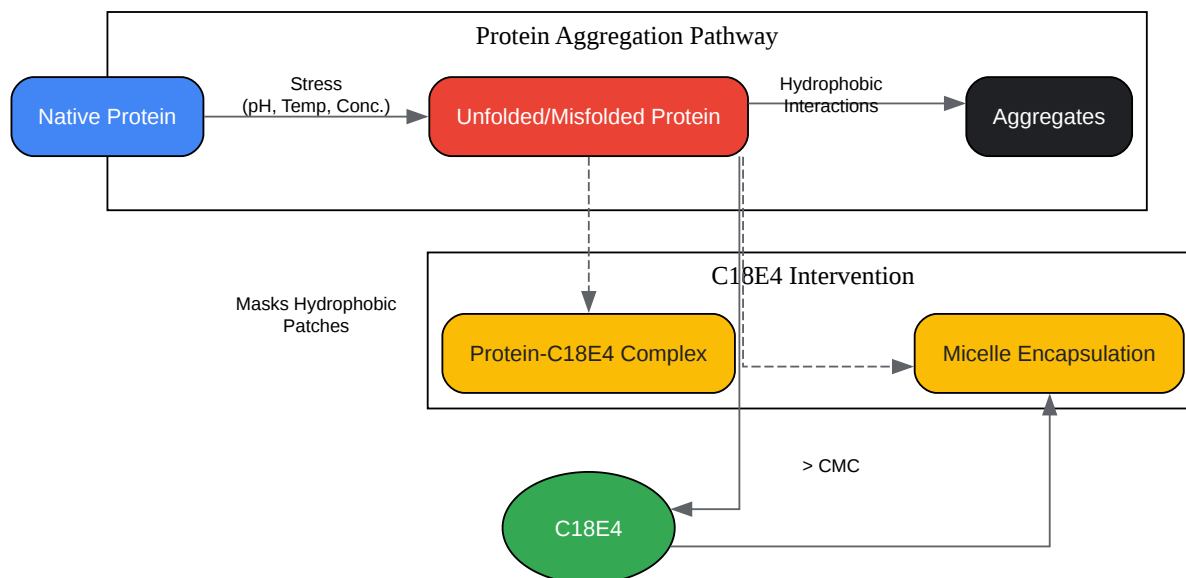 Protein Aggregation Pathway
Native Protein
Stress
(pH, Temp, Conc.)
Unfolded/Misfolded Protein
Hydrophobic
Interactions
Aggregates
C18E4 Intervention
Masks Hydrophobic
Patches
Protein-C18E4 Complex
Micelle Encapsulation
> CMC
C18E4